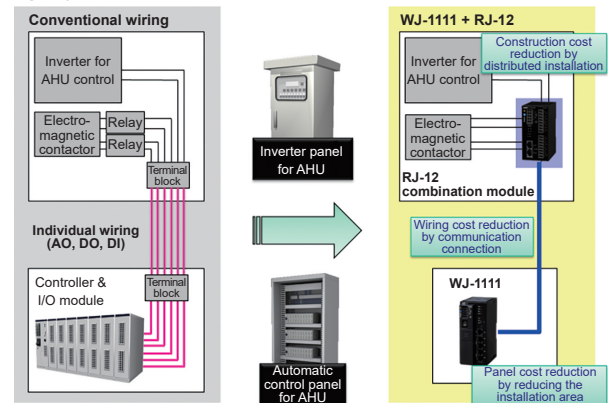 Conventional wiring
Inverter for
AHU control
Electro-
magnetic
contactor
Relay
Relay
Terminal
block
Individual wiring
(AO, DO, DI)
Controller &
I/O module
Terminal
block
Inverter panel
for AHU
Automatic
control panel
for AHU
WJ-1111 + RJ-12
Construction cost
reduction by
distributed installation
Inverter for
AHU control
Electro-
magnetic
contactor
RJ-12
combination module
Wiring cost reduction
by communication
connection
WJ-1111
Panel cost reduction
by reducing the
installation area